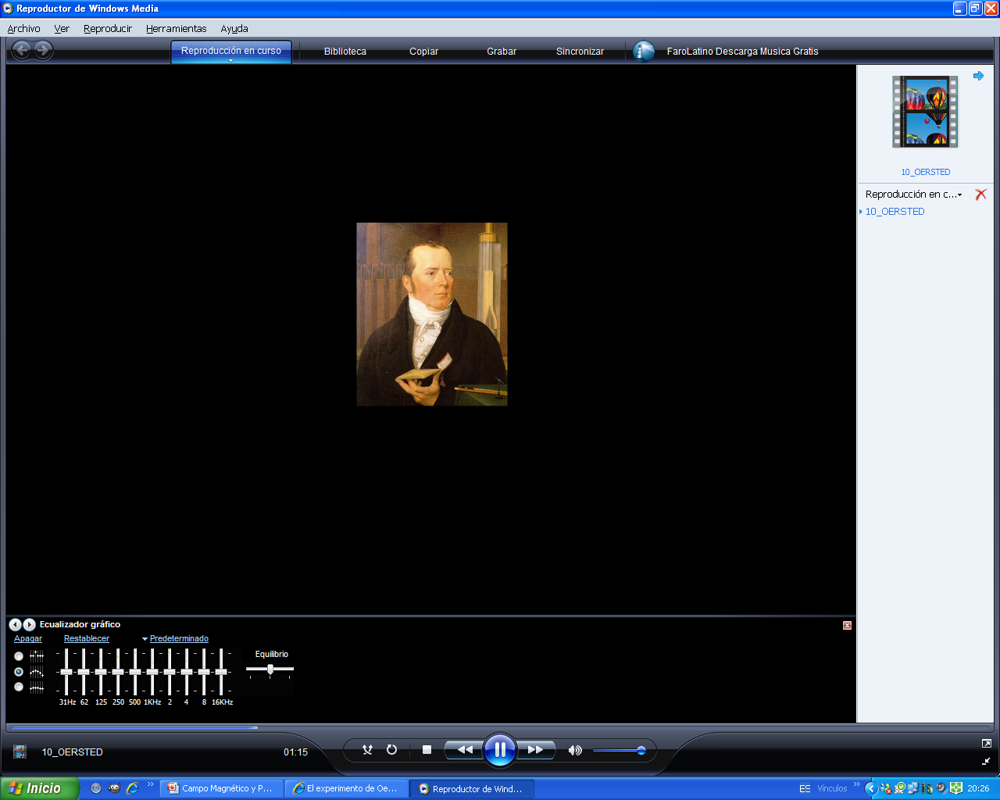 Reproductor de Windows Media
Archivo Ver Reproducir Herramientas Ayuda
Reproducción en curso Biblioteca Copiar Grabar Sincronizar FaroLatino Descarga Musica Gratis
10_OERSTED
Reproducción en c...
10_OERSTED
Ecualizador gráfico
Apagar Restablecer Predeterminado
Equilibrio
31Hz 62 125 250 500 1KHz 2 4 8 16KHz
10_OERSTED 01:15
Inicio Campo Magnético y P... El experimento de Oe... Reproductor de Wind... ES Vínculos 20:26